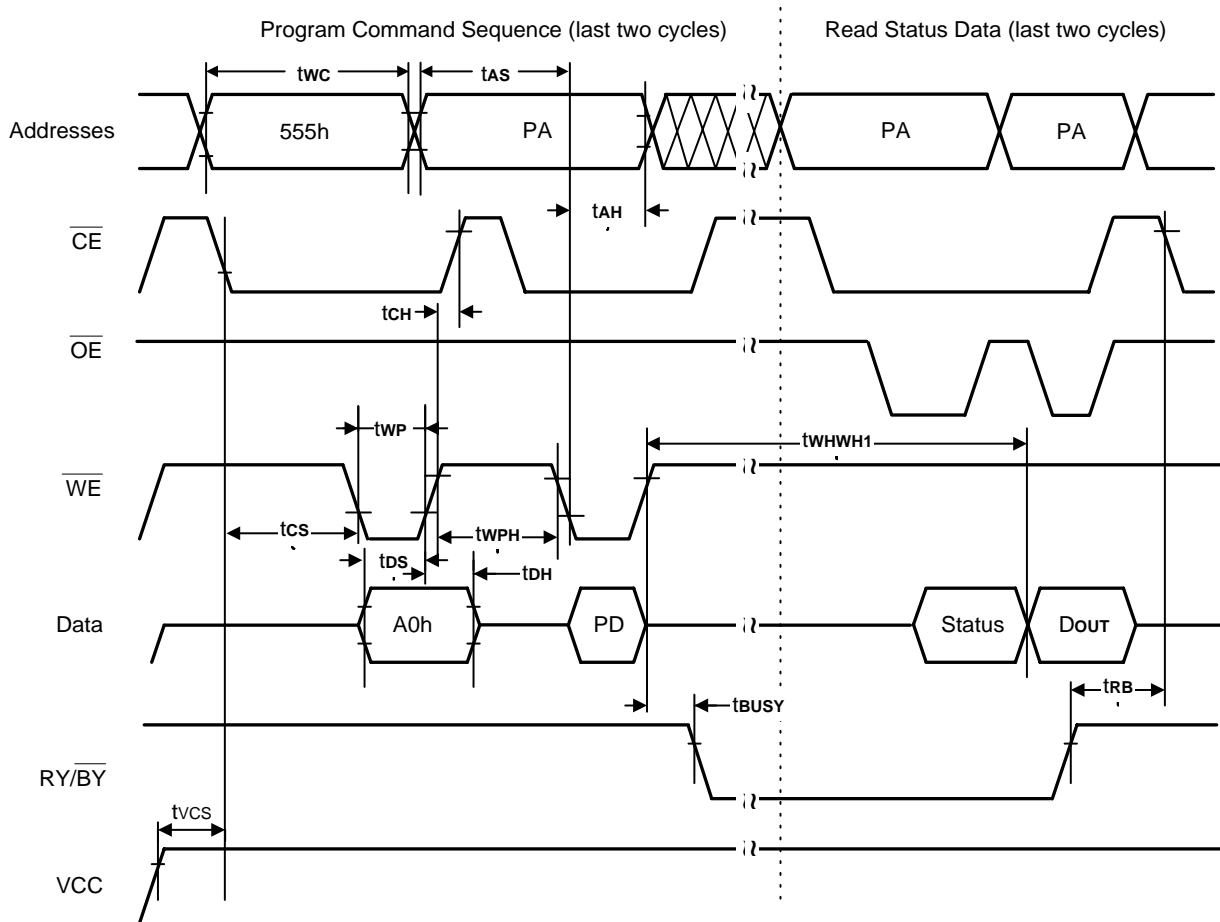 Program Command Sequence (last two cycles) Read Status Data (last two cycles)
tWC tAS
Addresses 555h PA PA PA
tAH
CE
tCH
OE
tWP tWHWH1
WE
tCS tWPH
tDS tDH
Data A0h PD Status DOUT
tRB
tBUSY
RY/BY
tVCS
VCC